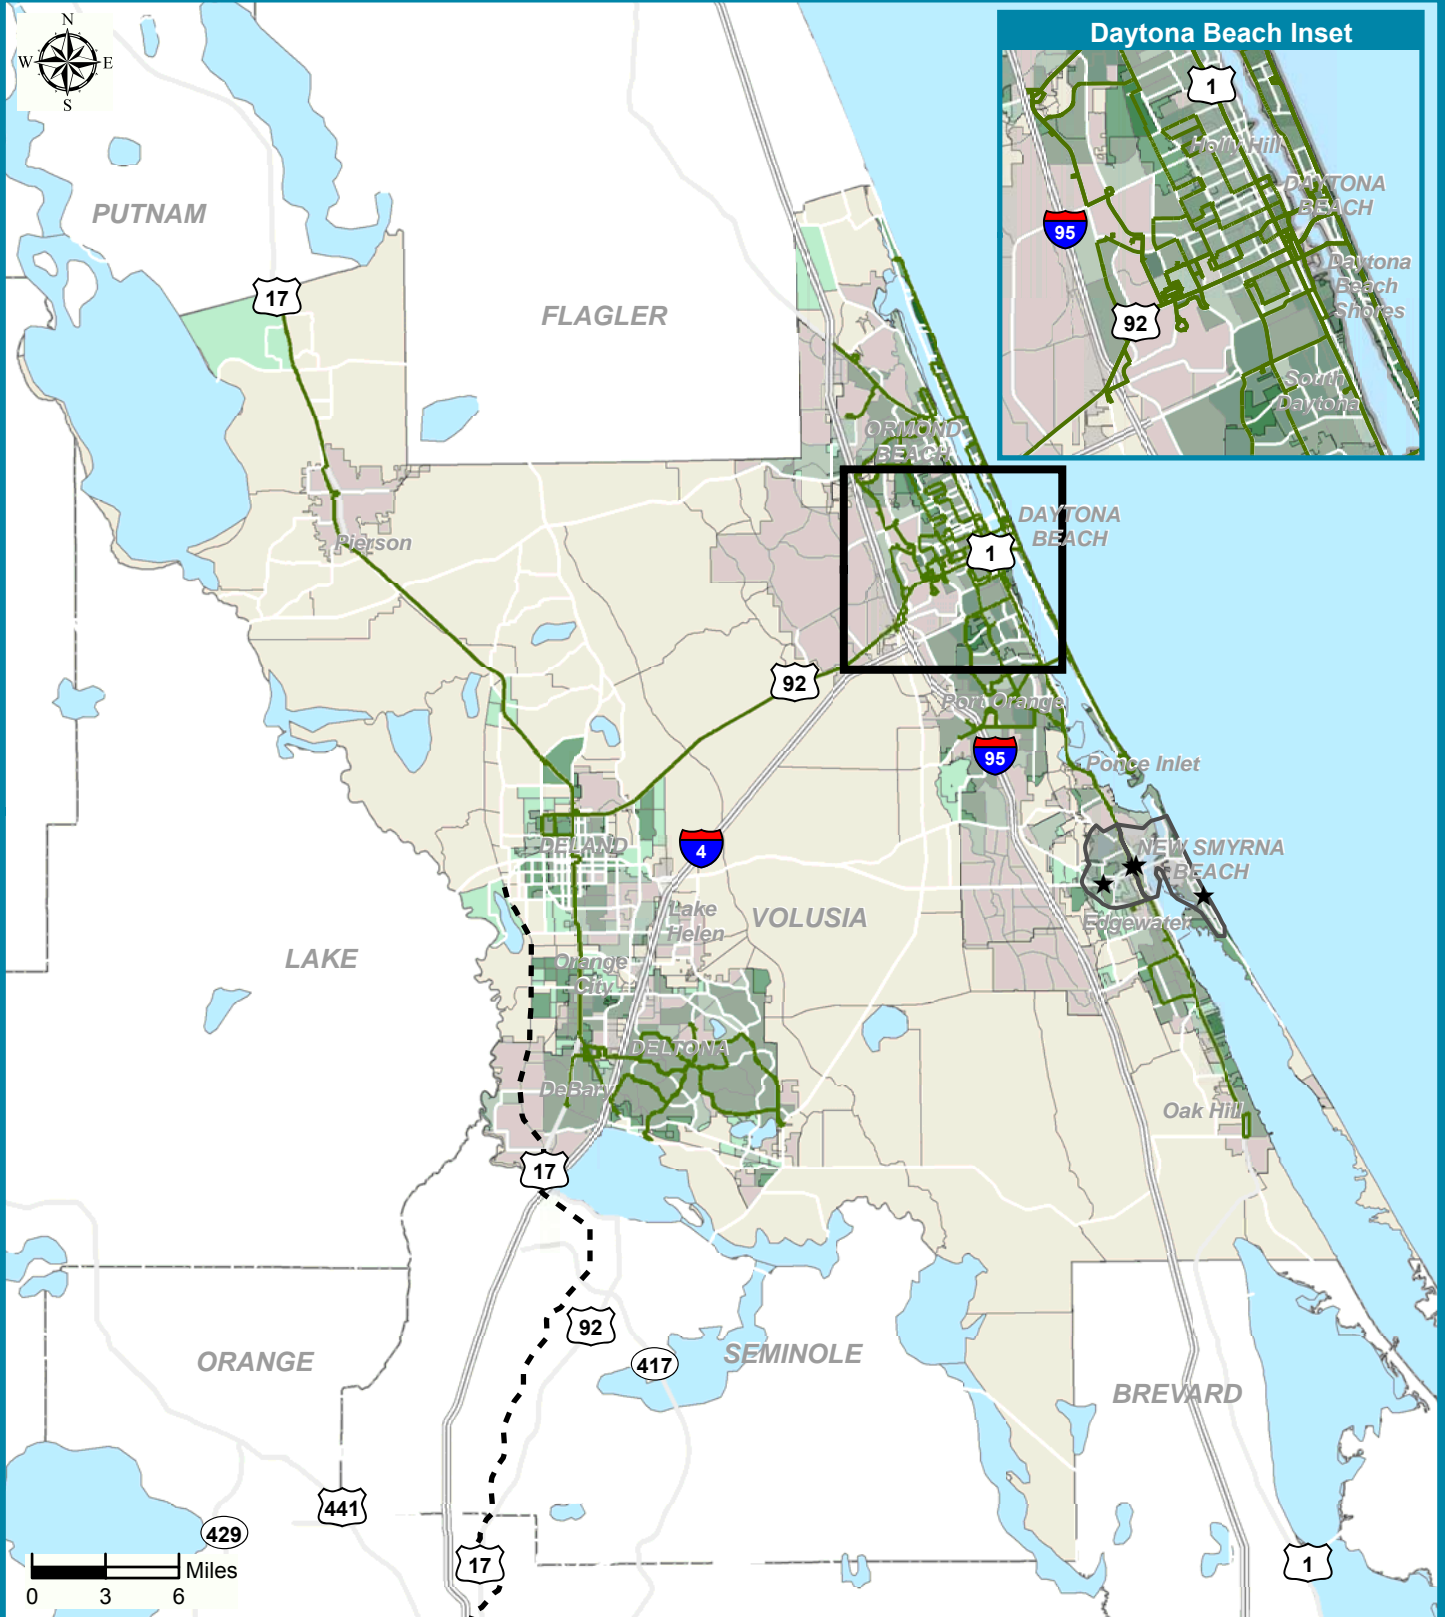 N
W E
S
Daytona Beach Inset
1
Holly Hill
DAYTONA
BEACH
95
Daytona
Beach
Shores
92
South
Daytona
PUTNAM
17
FLAGLER
ORMOND
BEACH
DAYTONA
BEACH
1
Pierson
92
Port Orange
95
Ponce Inlet
DELAND
4
NEW SMYRNA
BEACH
Lake
Helen
VOLUSIA
Edgewater
LAKE
Orange
City
DELTONA
DeBary
Oak Hill
17
92
SEMINOLE
417
ORANGE
BREVARD
441
429
17
1
Miles
0 3 6